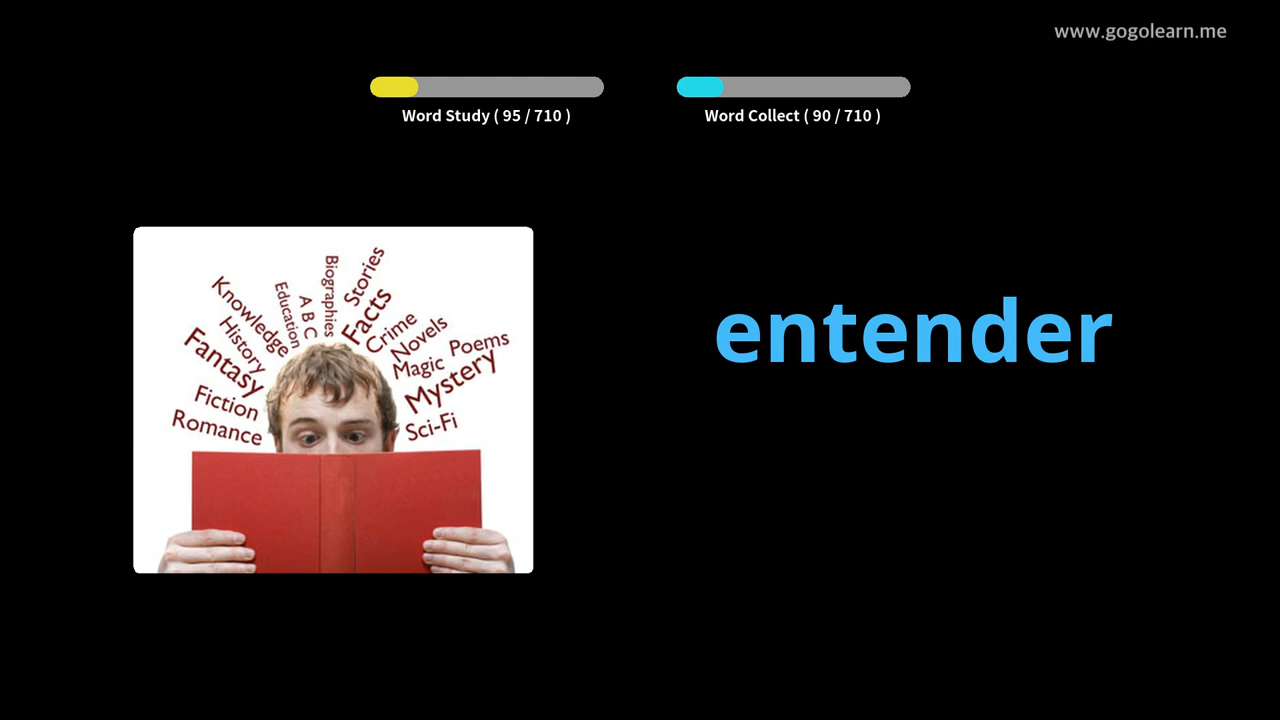 www.gogolearn.me
Word Study ( 95 / 710 )
Word Collect ( 90 / 710 )
Biographies
Stories
Education
A B C
Facts
Knowledge
Crime
History
Novels
Fantasy
Magic
Poems
Mystery
Fiction
Romance
Sci-Fi
entender